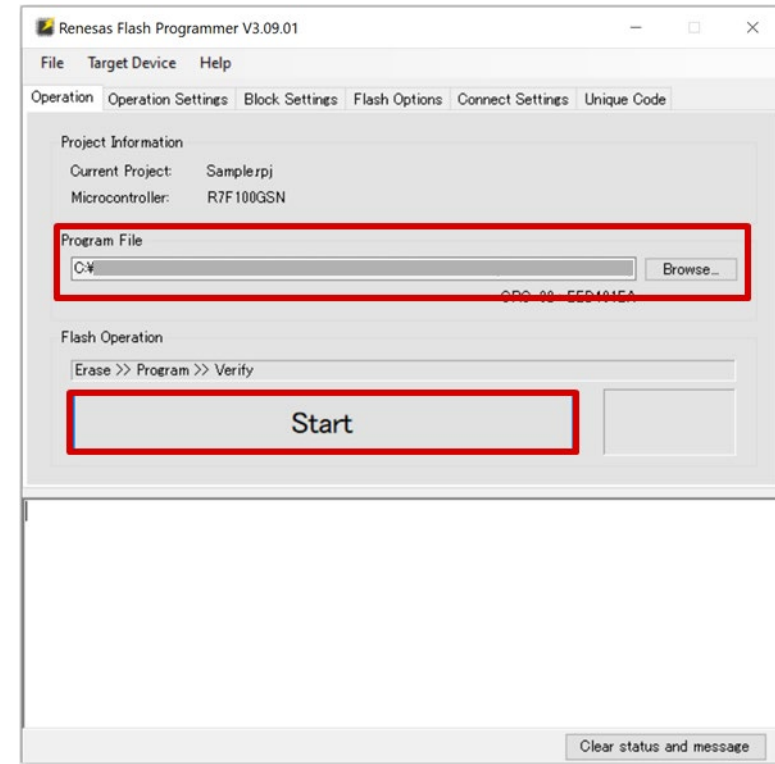 Renesas Flash Programmer V3.09.01
File Target Device Help
Operation Operation Settings Block Settings Flash Options Connect Settings Unique Code
Project Information
Current Project: Sample.rpj
Microcontroller: R7F100GSN
Program File
C:¥
Browse...
Flash Operation
Erase >> Program >> Verify
Start
Clear status and message